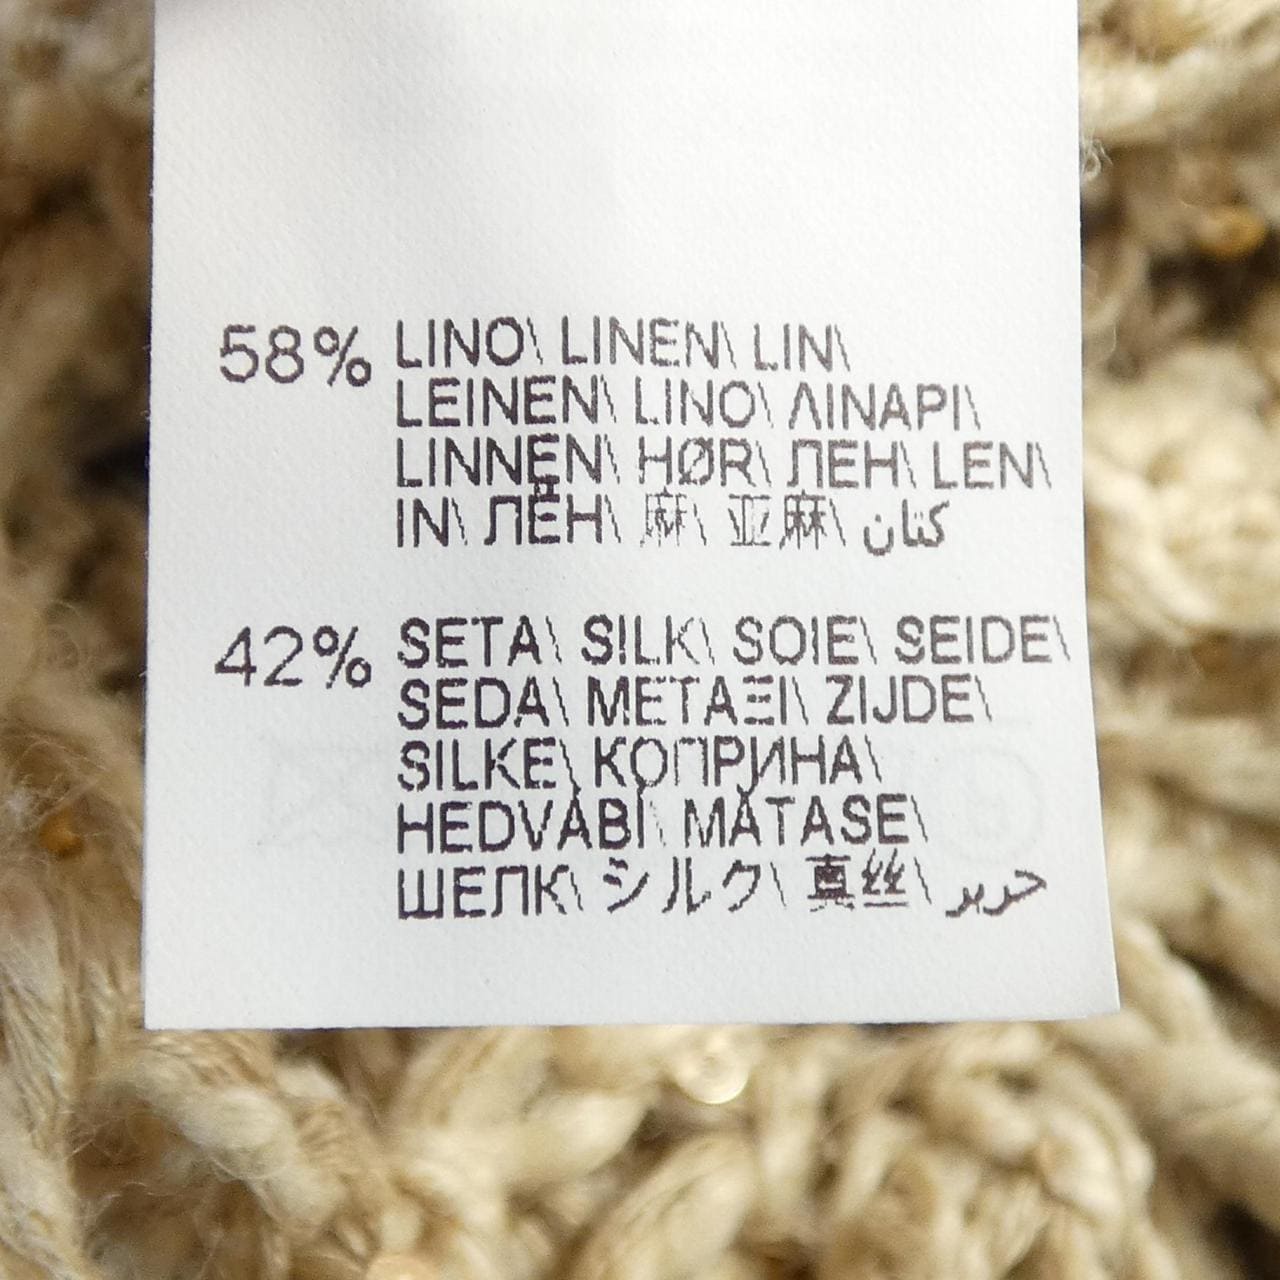 58% LINO\ LINEN\ LIN\
LEINEN\ LINO\ ΛΙΝΑΡΙ\
LINNEN\ HØR\ ЛЕН\ LEN\
IN\ ЛЁН\ 麻\ 亚麻\ كتان
42% SETA\ SILK\ SOIE\ SEIDE\
SEDA\ ΜΕΤΑΞΙ\ ZIJDE\
SILKE\ КОПРИНА\
HEDVÁBÍ\ MĂTASE\
ШЕЛК\ シルク\ 真丝\ حرير